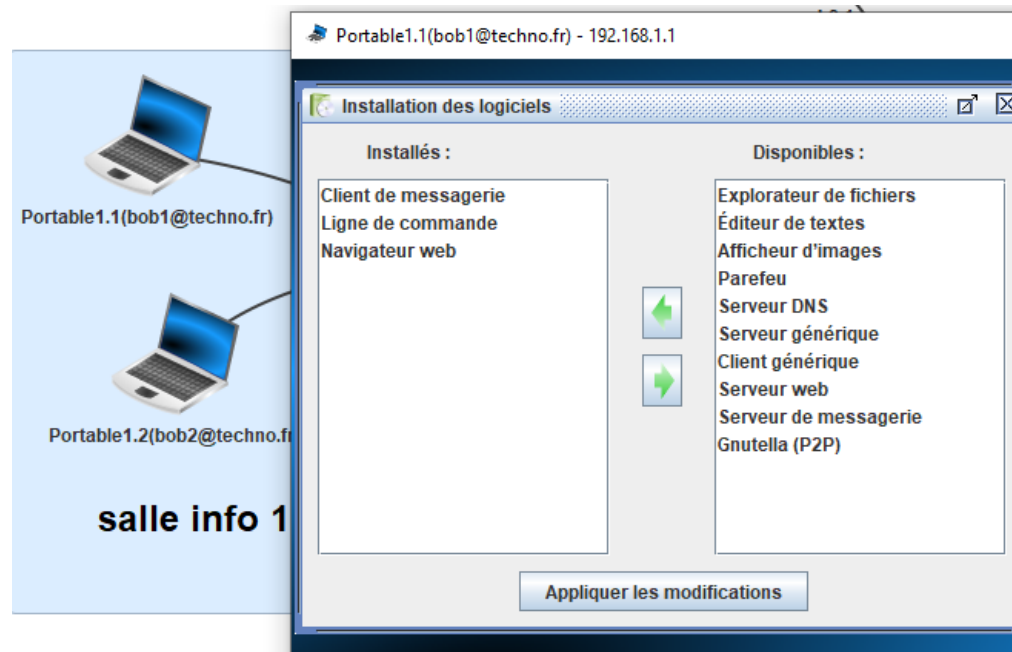 Portable1.1(bob1@techno.fr) - 192.168.1.1
Installation des logiciels
Installés :
Disponibles :
Client de messagerie
Ligne de commande
Navigateur web
Explorateur de fichiers
Éditeur de textes
Afficheur d'images
Parefeu
Serveur DNS
Serveur générique
Client générique
Serveur web
Serveur de messagerie
Gnutella (P2P)
Appliquer les modifications
Portable1.1(bob1@techno.fr)
Portable1.2(bob2@techno.fr
salle info 1